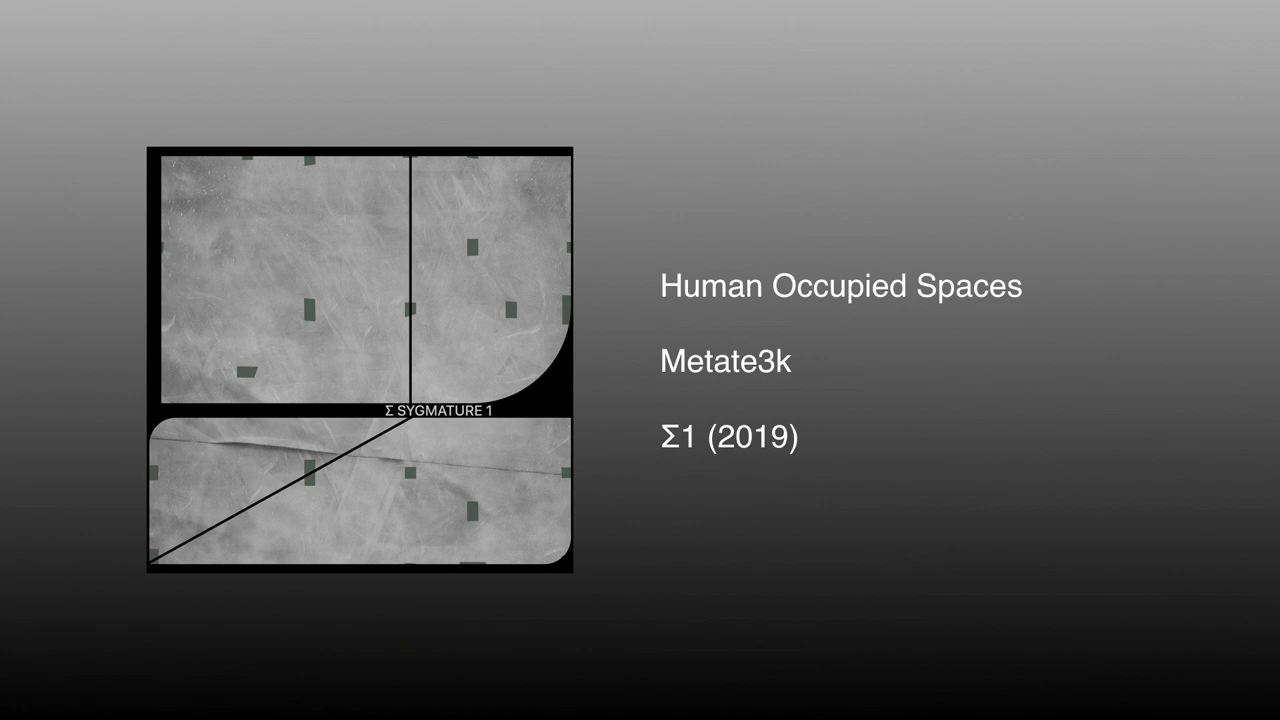 Σ SYGMATURE 1
Human Occupied Spaces
Metate3k
Σ1 (2019)